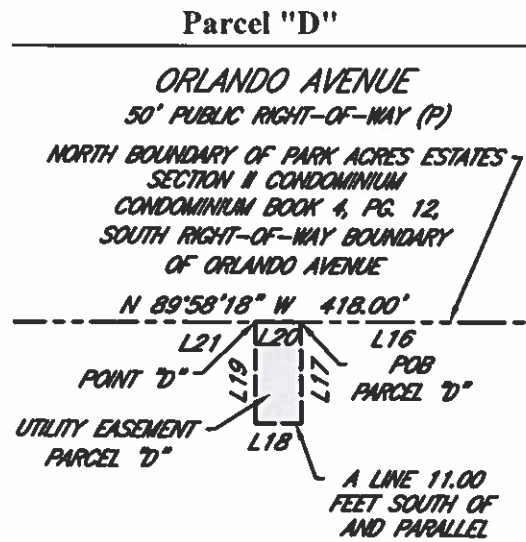 Parcel "D"
ORLANDO AVENUE
50' PUBLIC RIGHT-OF-WAY (P)
NORTH BOUNDARY OF PARK ACRES ESTATES
SECTION II CONDOMINIUM
CONDOMINIUM BOOK 4, PG. 12,
SOUTH RIGHT-OF-WAY BOUNDARY
OF ORLANDO AVENUE
N 89°58'18" W 418.00'
L21 L20 L16
POINT "D"
L19
L17
POB
PARCEL "D"
UTILITY EASEMENT
PARCEL "D"
L18
A LINE 11.00
FEET SOUTH OF
AND PARALLEL